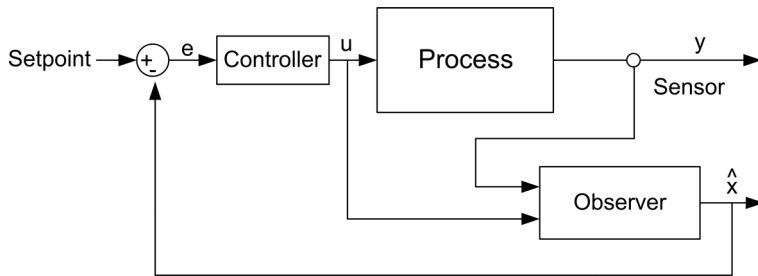 Setpoint
+
-
e
Controller
u
Process
y
Sensor
Observer
x̂